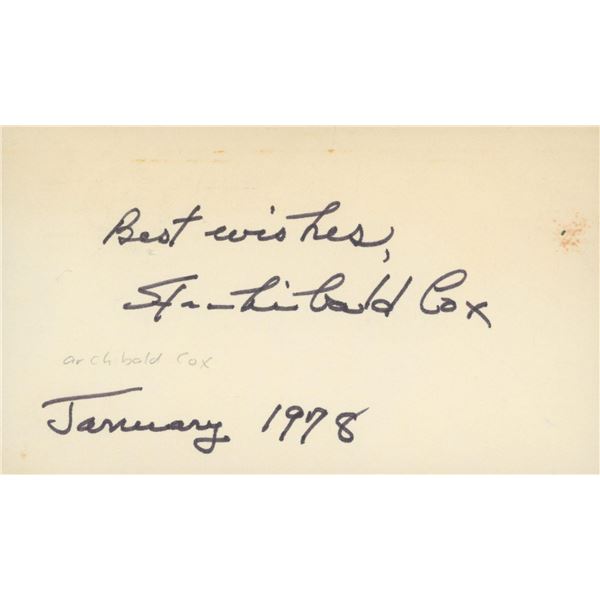 Best wishes,
Archibald Cox
archibald cox
January 1978